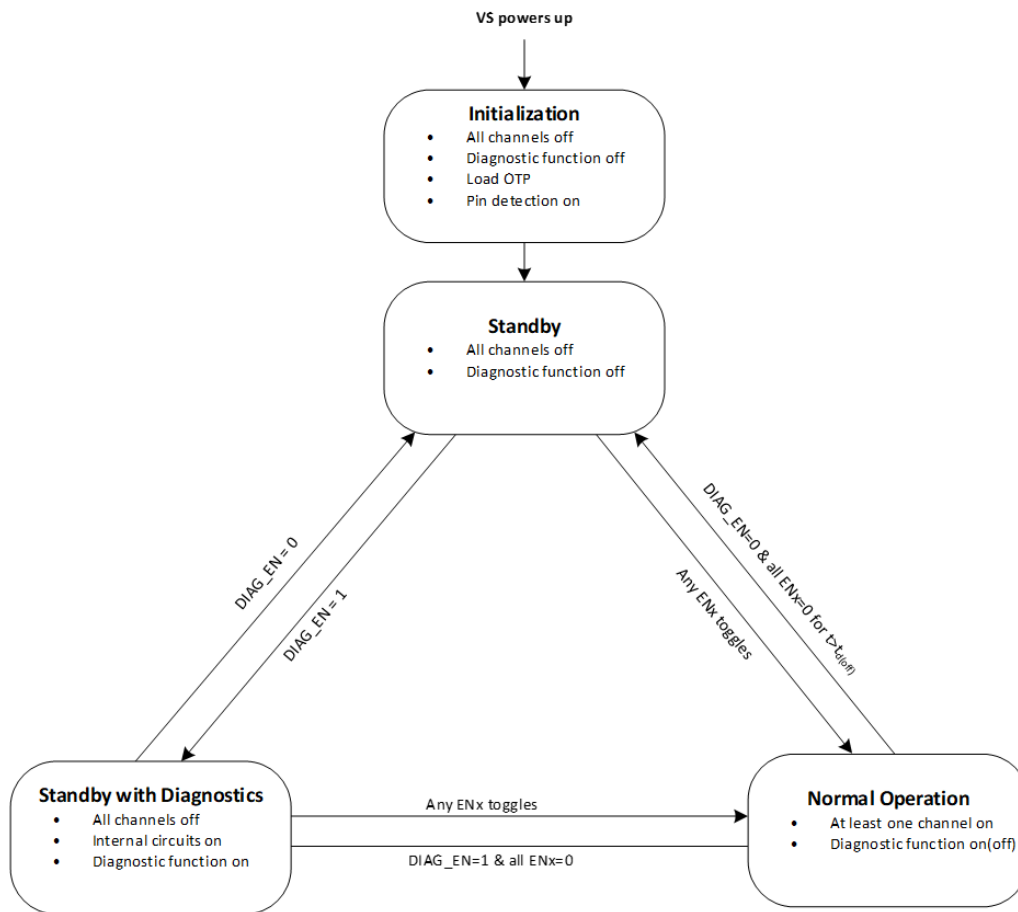 VS powers up
Initialization
• All channels off
• Diagnostic function off
• Load OTP
• Pin detection on
Standby
• All channels off
• Diagnostic function off
DIAG_EN = 0
DIAG_EN = 1
Any ENx toggles
DIAG_EN=0 & all ENx=0 for t>td(off)
Standby with Diagnostics
• All channels off
• Internal circuits on
• Diagnostic function on
Any ENx toggles
DIAG_EN=1 & all ENx=0
Normal Operation
• At least one channel on
• Diagnostic function on(off)